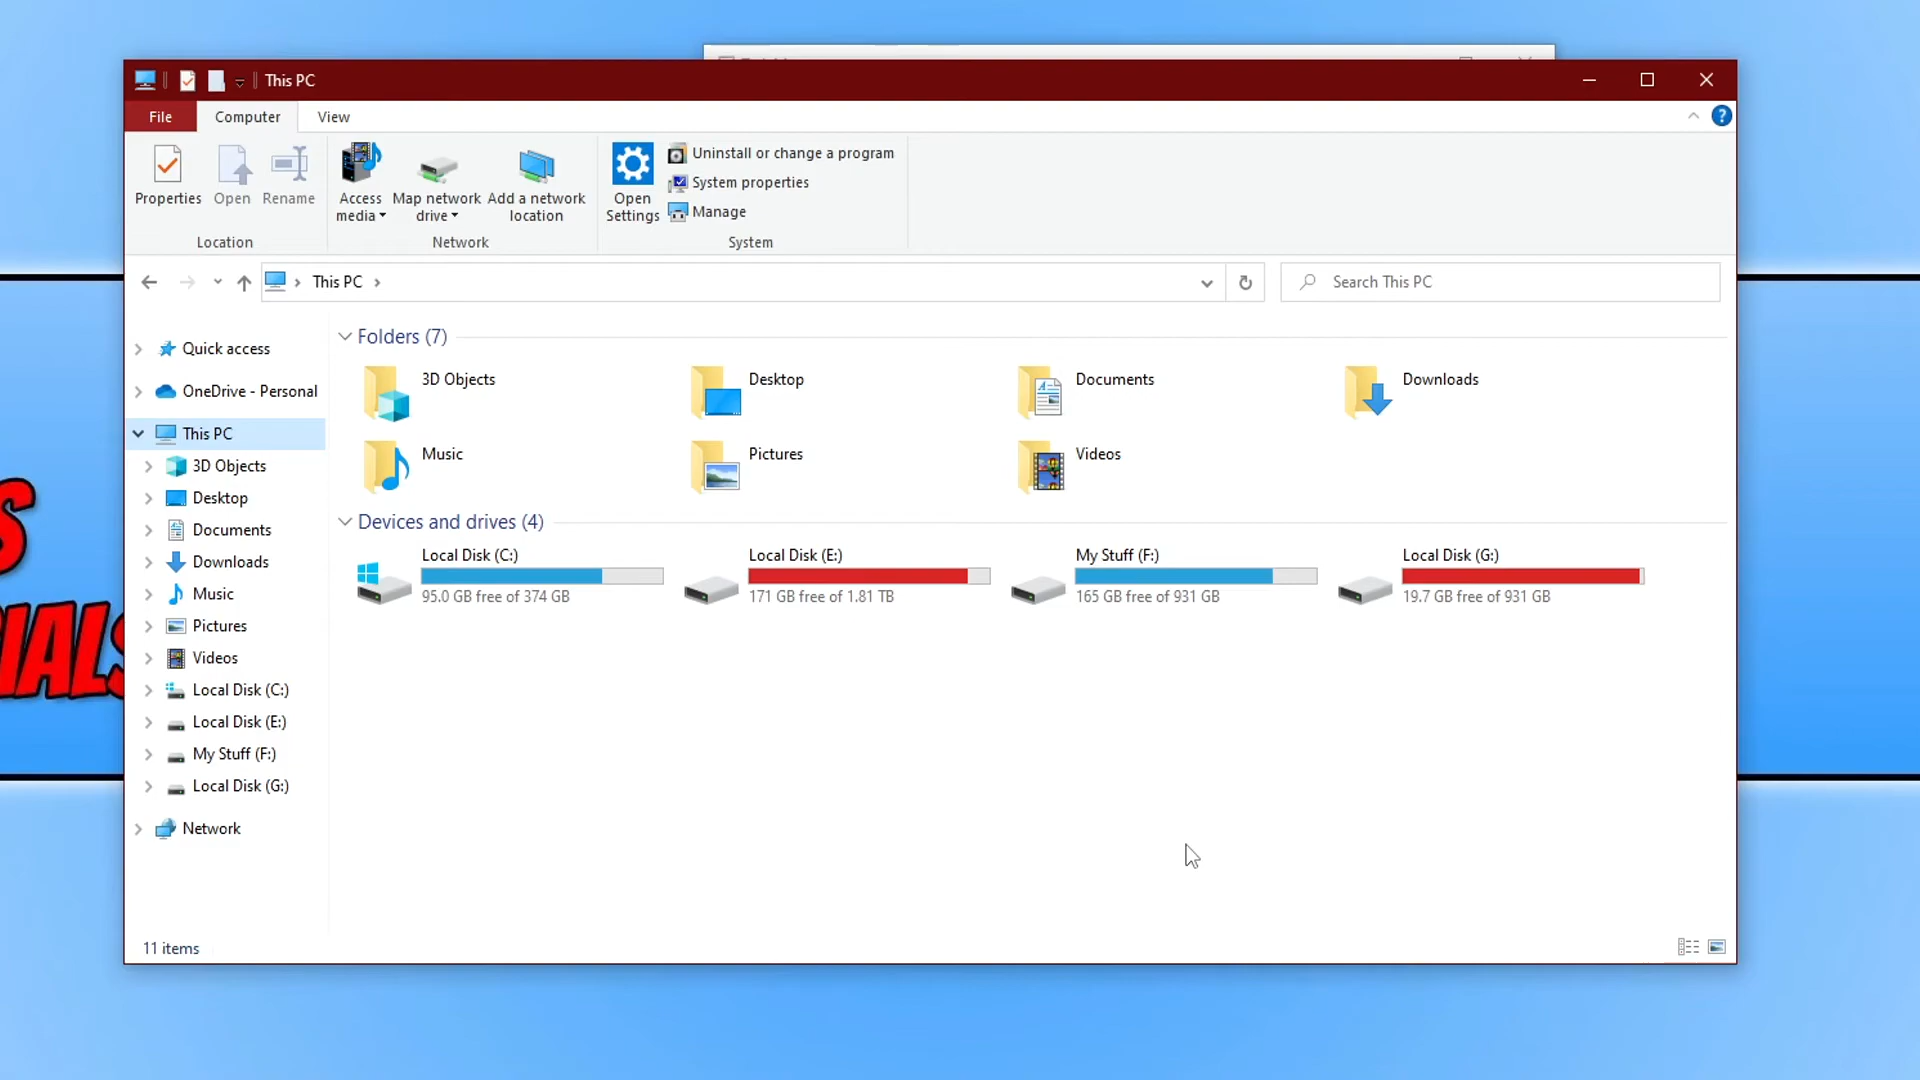 This PC
File
Computer
View
Properties
Open
Rename
Access media
Map network drive
Add a network location
Open Settings
Uninstall or change a program
System properties
Manage
Location
Network
System
This PC
Search This PC
Quick access
OneDrive - Personal
This PC
3D Objects
Desktop
Documents
Downloads
Music
Pictures
Videos
Local Disk (C:)
Local Disk (E:)
My Stuff (F:)
Local Disk (G:)
Network
Folders (7)
3D Objects
Desktop
Documents
Downloads
Music
Pictures
Videos
Devices and drives (4)
Local Disk (C:)
95.0 GB free of 374 GB
Local Disk (E:)
171 GB free of 1.81 TB
My Stuff (F:)
165 GB free of 931 GB
Local Disk (G:)
19.7 GB free of 931 GB
11 items